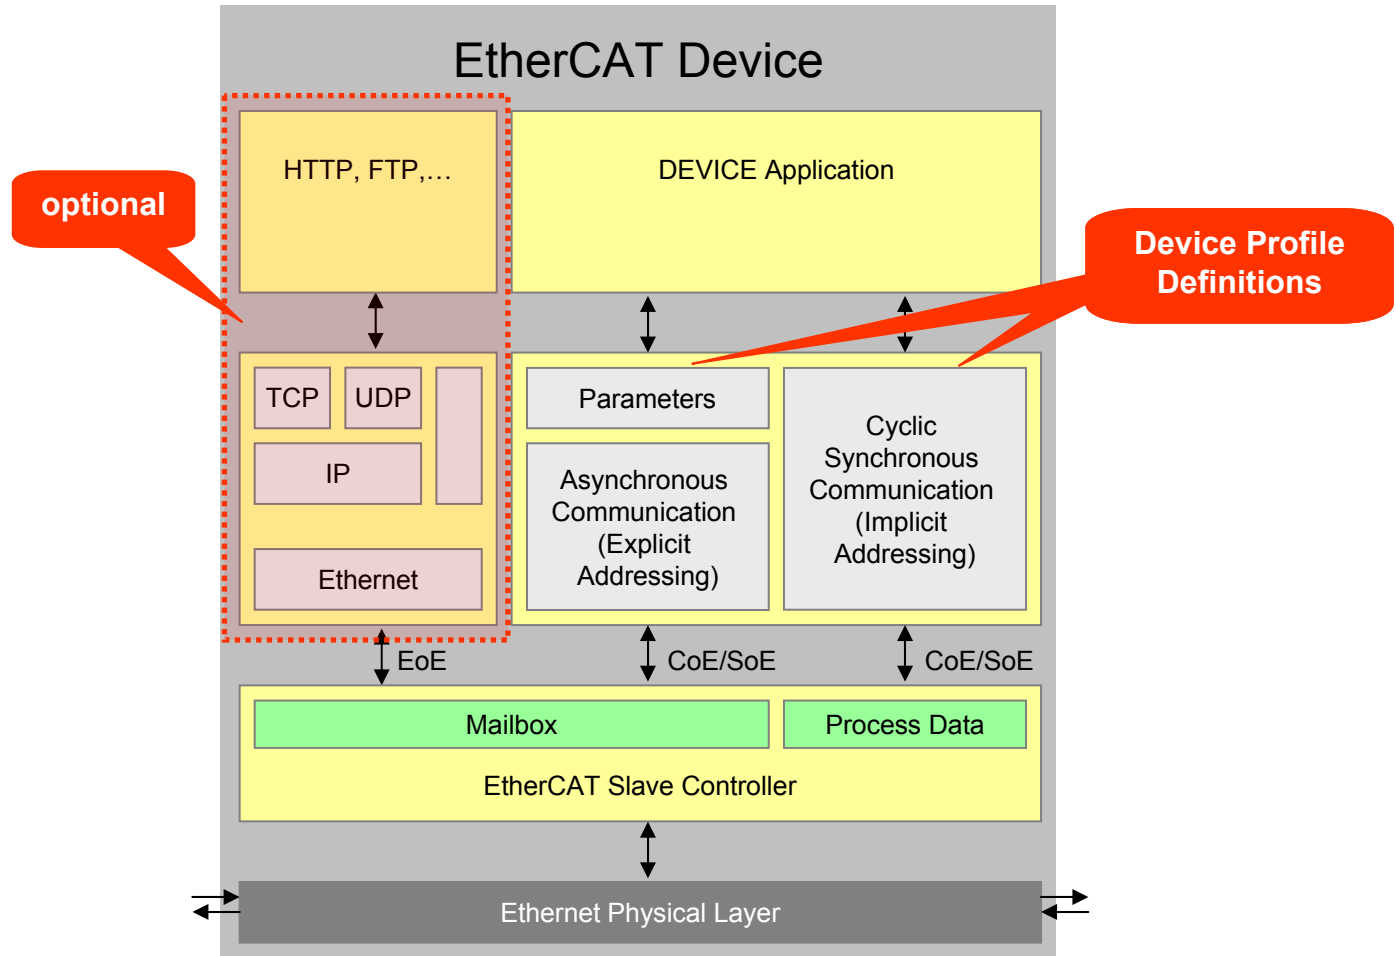 EtherCAT Device
optional
HTTP, FTP,...
DEVICE Application
Device Profile
Definitions
TCP
UDP
IP
Ethernet
Parameters
Asynchronous
Communication
(Explicit
Addressing)
Cyclic
Synchronous
Communication
(Implicit
Addressing)
EoE
CoE/SoE
CoE/SoE
Mailbox
Process Data
EtherCAT Slave Controller
Ethernet Physical Layer